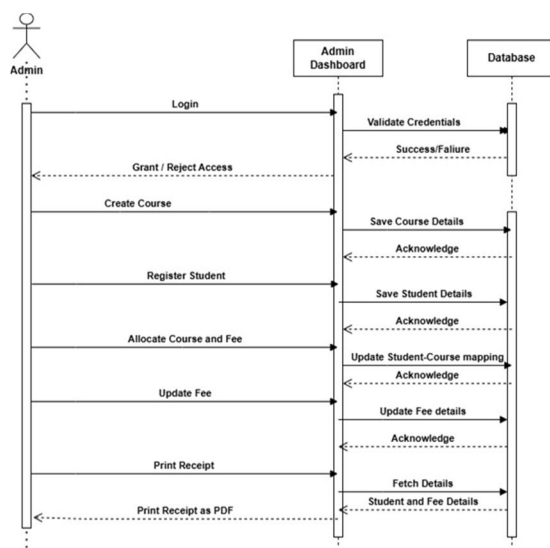 Admin
Admin
Dashboard
Database
Login
Validate Credentials
Success/Faliure
Grant / Reject Access
Create Course
Save Course Details
Acknowledge
Register Student
Save Student Details
Acknowledge
Allocate Course and Fee
Update Student-Course mapping
Acknowledge
Update Fee
Update Fee details
Acknowledge
Print Receipt
Fetch Details
Student and Fee Details
Print Receipt as PDF